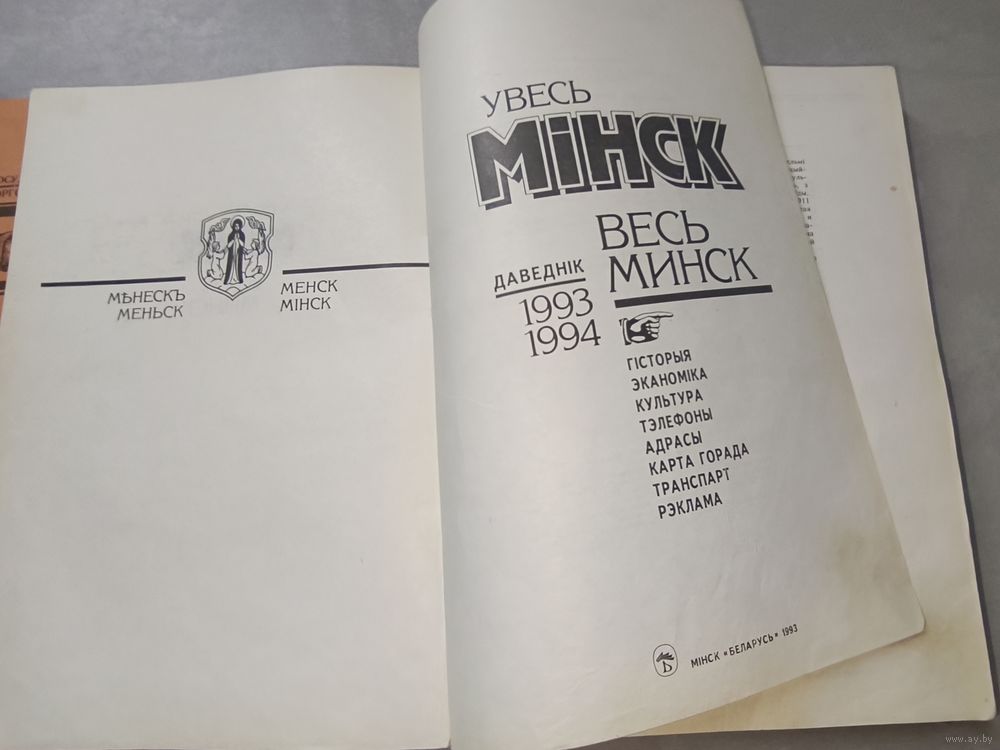 МѢНЕСКЪ
МЕНЬСК
МЕНСК
МІНСК
УВЕСЬ
МІНСК
ВЕСЬ
МИНСК
ДАВЕДНІК
1993
1994
ГІСТОРЫЯ
ЭКАНОМІКА
КУЛЬТУРА
ТЭЛЕФОНЫ
АДРАСЫ
КАРТА ГОРАДА
ТРАНСПАРТ
РЭКЛАМА
МІНСК «БЕЛАРУСЬ» 1993
www.ay.by